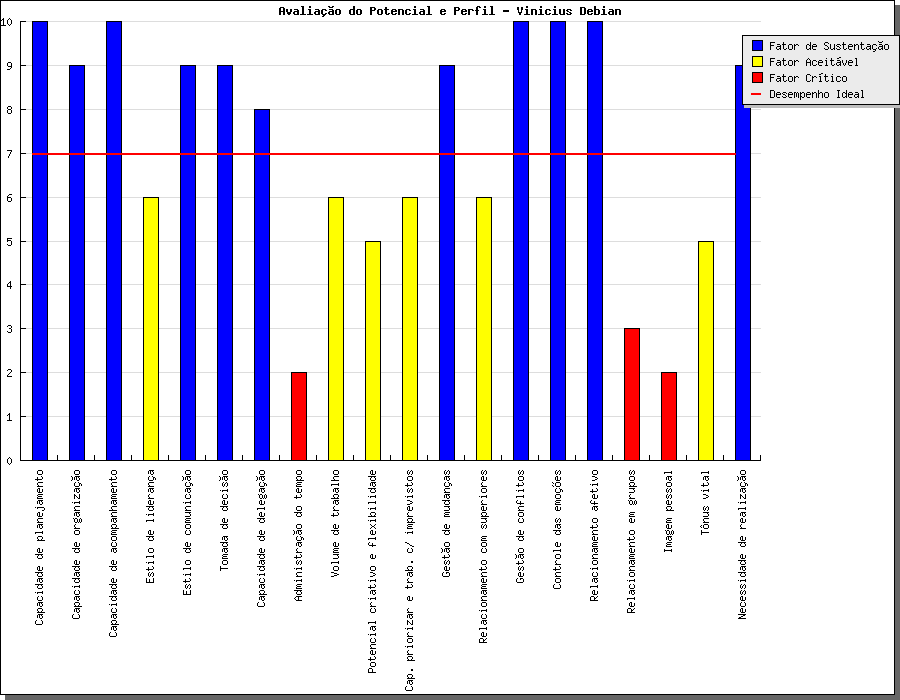 Avaliação do Potencial e Perfil - Vinicius Debian
Fator de Sustentação
Fator Aceitável
Fator Crítico
Desempenho Ideal
10
9
8
7
6
5
4
3
2
1
0
Capacidade de planejamento
Capacidade de organização
Capacidade de acompanhamento
Estilo de liderança
Estilo de comunicação
Tomada de decisão
Capacidade de delegação
Administração do tempo
Volume de trabalho
Potencial criativo e flexibilidade
Cap. priorizar e trab. c/ imprevistos
Gestão de mudanças
Relacionamento com superiores
Gestão de conflitos
Controle das emoções
Relacionamento afetivo
Relacionamento em grupos
Imagem pessoal
Tônus vital
Necessidade de realização